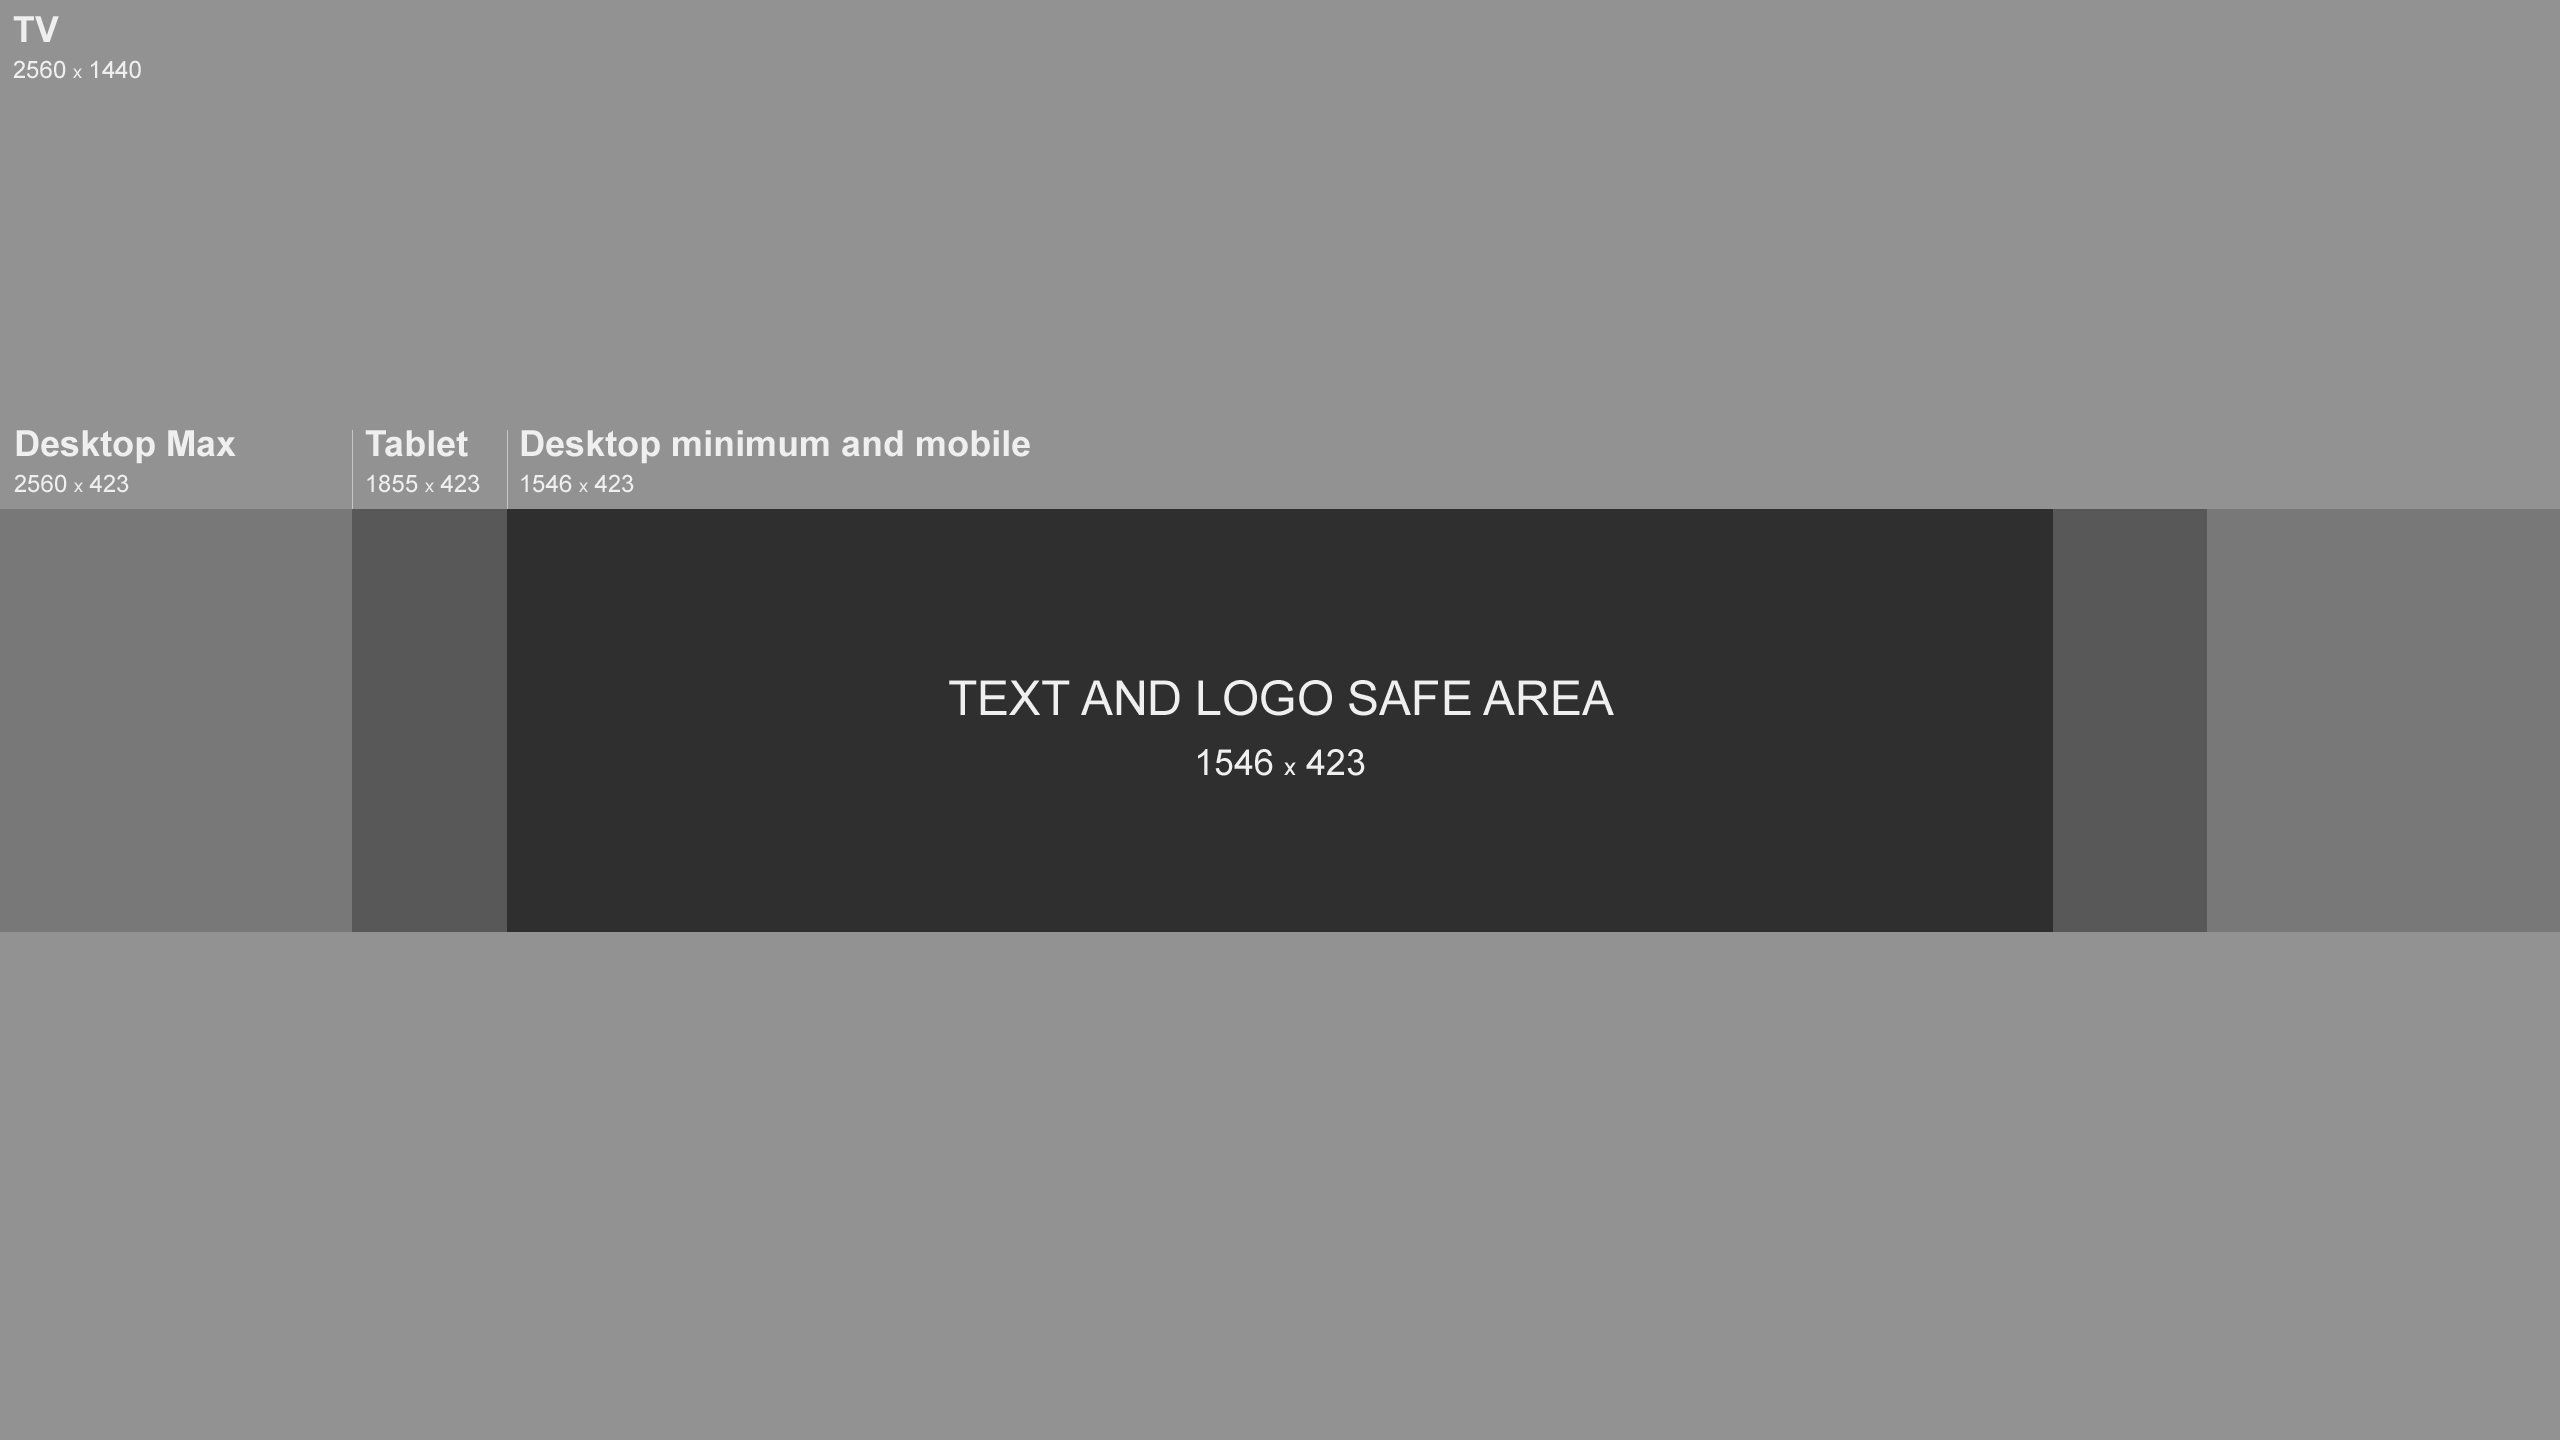 TV
2560 x 1440
Desktop Max
2560 x 423
Tablet
1855 x 423
Desktop minimum and mobile
1546 x 423
TEXT AND LOGO SAFE AREA
1546 x 423